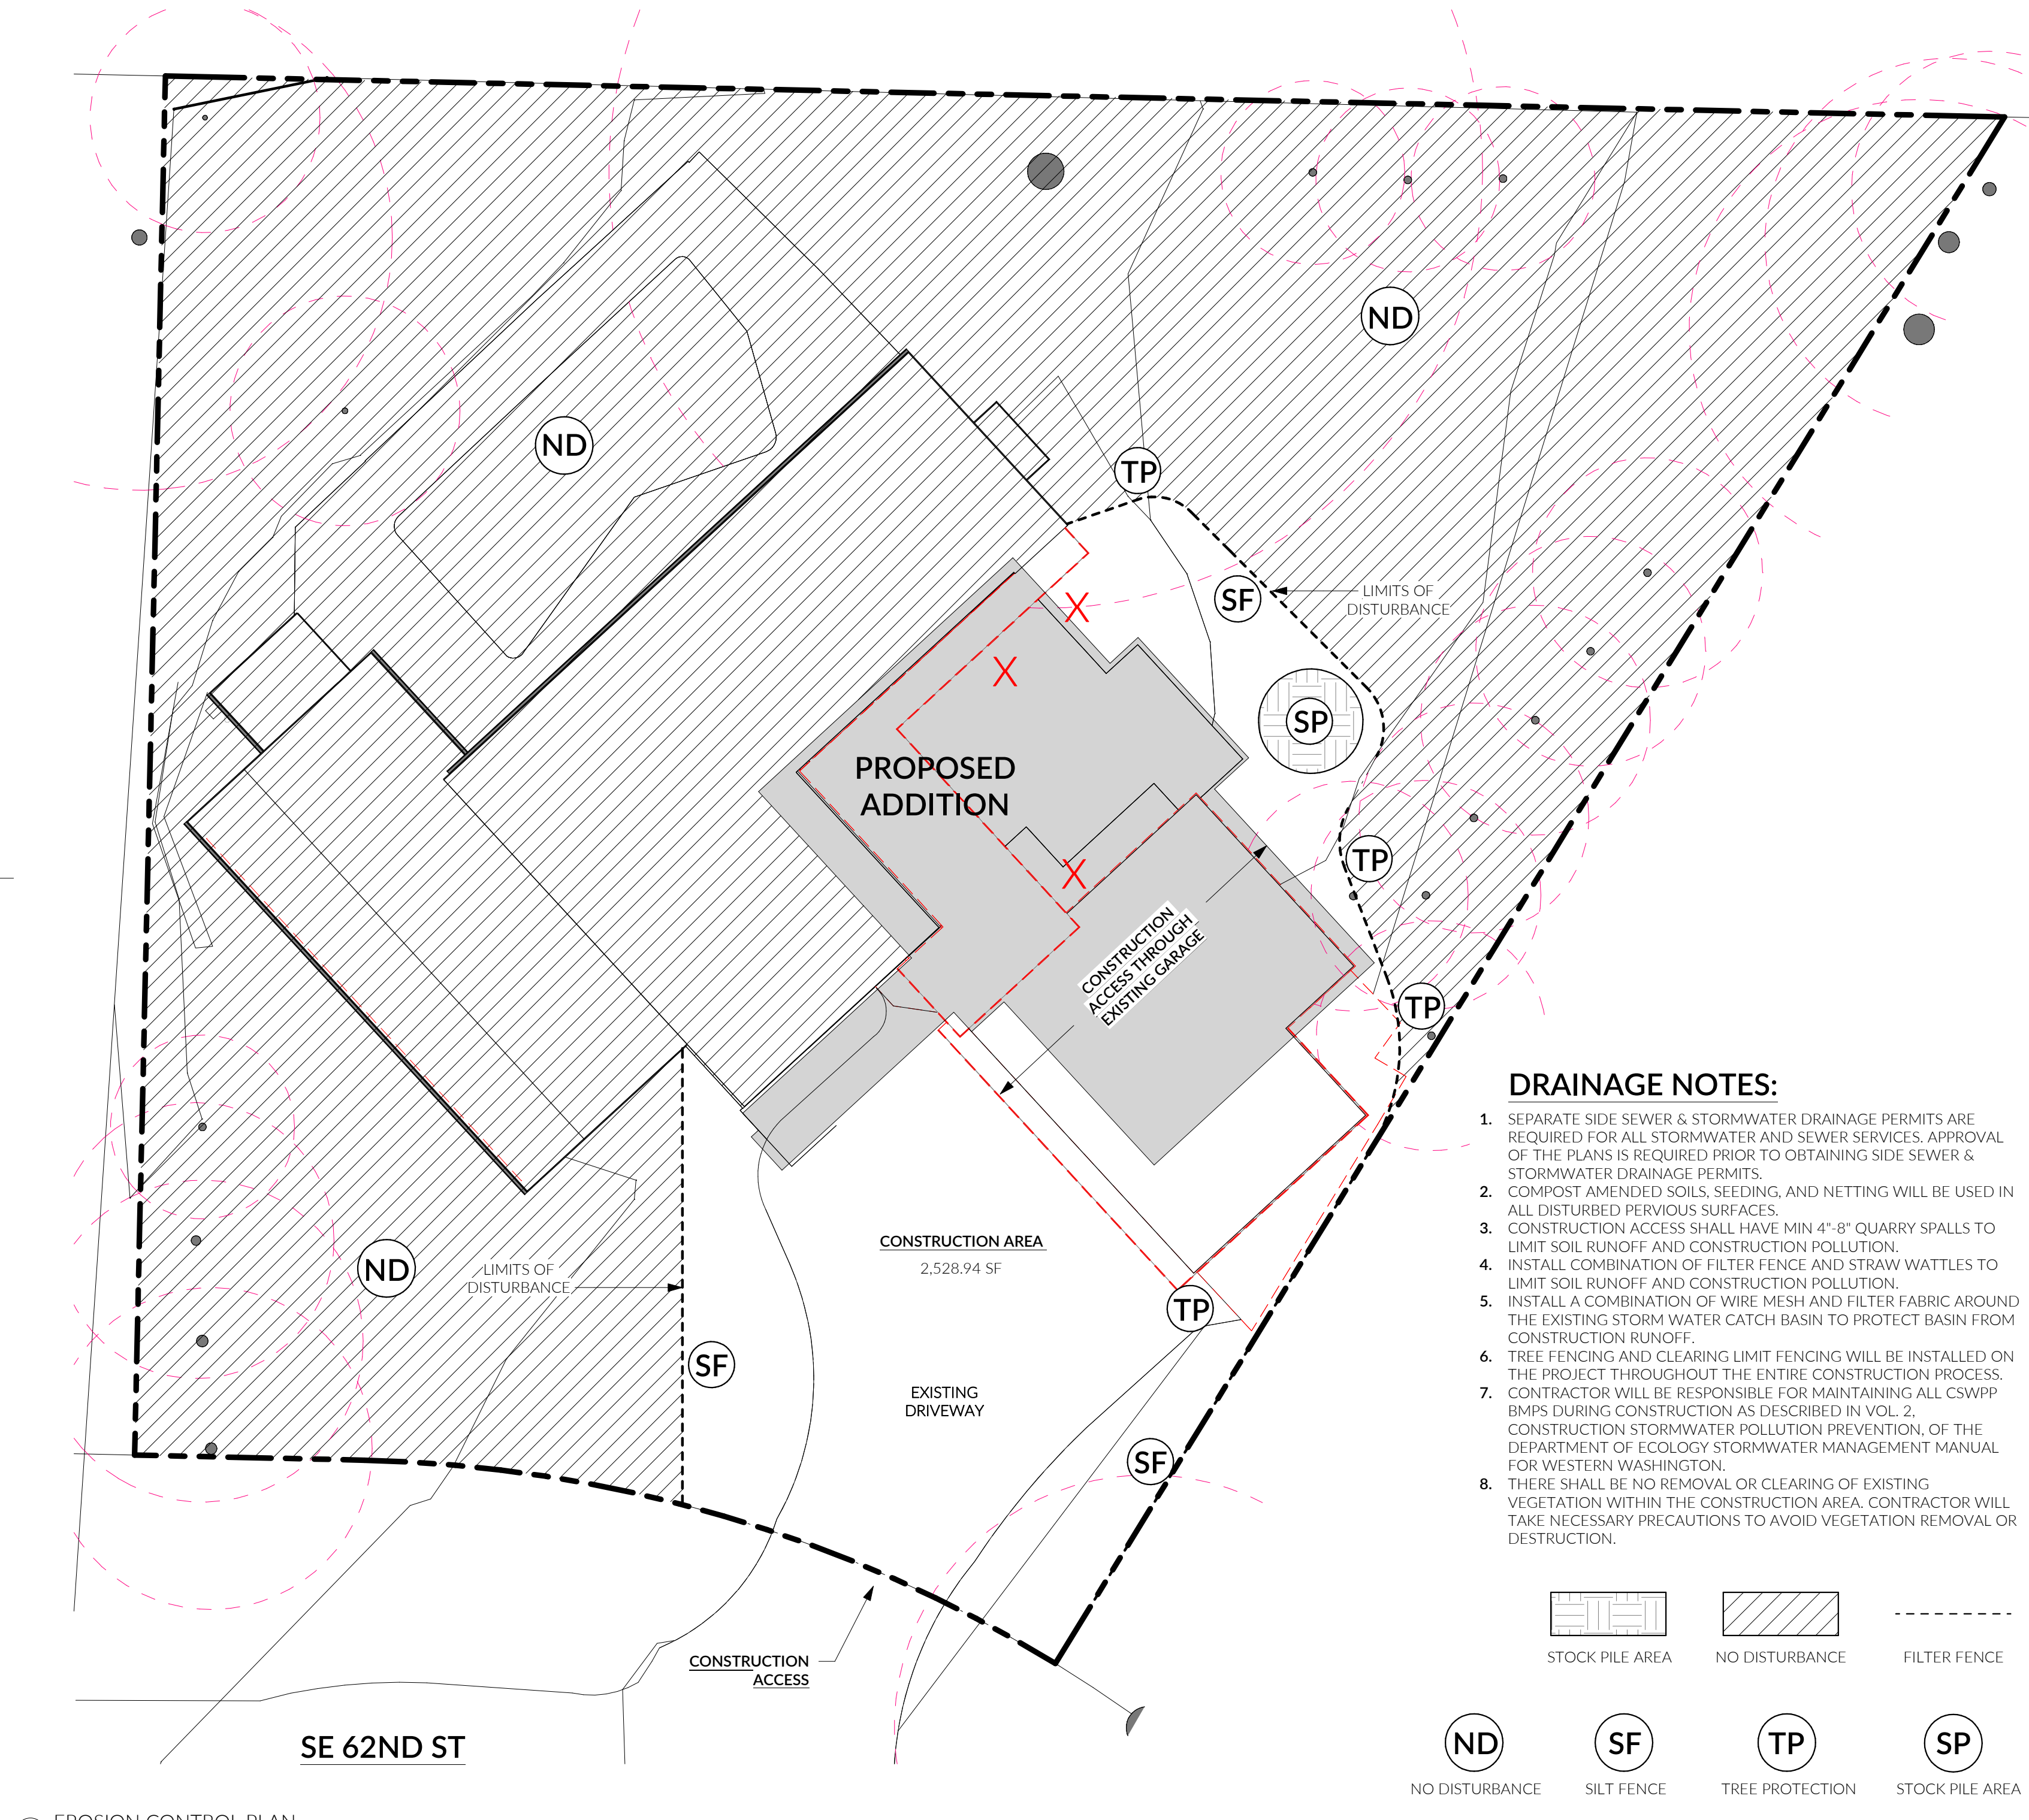 ND
ND
TP
SF
LIMITS OF
DISTURBANCE
X
X
SP
PROPOSED
ADDITION
X
TP
CONSTRUCTION
ACCESS THROUGH
EXISTING GARAGE
TP
DRAINAGE NOTES:
1. SEPARATE SIDE SEWER & STORMWATER DRAINAGE PERMITS ARE
REQUIRED FOR ALL STORMWATER AND SEWER SERVICES. APPROVAL
OF THE PLANS IS REQUIRED PRIOR TO OBTAINING SIDE SEWER &
STORMWATER DRAINAGE PERMITS.
2. COMPOST AMENDED SOILS, SEEDING, AND NETTING WILL BE USED IN
ALL DISTURBED PERVIOUS SURFACES.
3. CONSTRUCTION ACCESS SHALL HAVE MIN 4"-8" QUARRY SPALLS TO
LIMIT SOIL RUNOFF AND CONSTRUCTION POLLUTION.
4. INSTALL COMBINATION OF FILTER FENCE AND STRAW WATTLES TO
LIMIT SOIL RUNOFF AND CONSTRUCTION POLLUTION.
5. INSTALL A COMBINATION OF WIRE MESH AND FILTER FABRIC AROUND
THE EXISTING STORM WATER CATCH BASIN TO PROTECT BASIN FROM
CONSTRUCTION RUNOFF.
6. TREE FENCING AND CLEARING LIMIT FENCING WILL BE INSTALLED ON
THE PROJECT THROUGHOUT THE ENTIRE CONSTRUCTION PROCESS.
7. CONTRACTOR WILL BE RESPONSIBLE FOR MAINTAINING ALL CSWPP
BMPS DURING CONSTRUCTION AS DESCRIBED IN VOL. 2,
CONSTRUCTION STORMWATER POLLUTION PREVENTION, OF THE
DEPARTMENT OF ECOLOGY STORMWATER MANAGEMENT MANUAL
FOR WESTERN WASHINGTON.
8. THERE SHALL BE NO REMOVAL OR CLEARING OF EXISTING
VEGETATION WITHIN THE CONSTRUCTION AREA. CONTRACTOR WILL
TAKE NECESSARY PRECAUTIONS TO AVOID VEGETATION REMOVAL OR
DESTRUCTION.
CONSTRUCTION AREA
2,528.94 SF
ND
LIMITS OF
DISTURBANCE
TP
SF
EXISTING
DRIVEWAY
SF
CONSTRUCTION
ACCESS
STOCK PILE AREA
NO DISTURBANCE
FILTER FENCE
SE 62ND ST
ND
SF
TP
SP
NO DISTURBANCE
SILT FENCE
TREE PROTECTION
STOCK PILE AREA
EROSION CONTROL PLAN